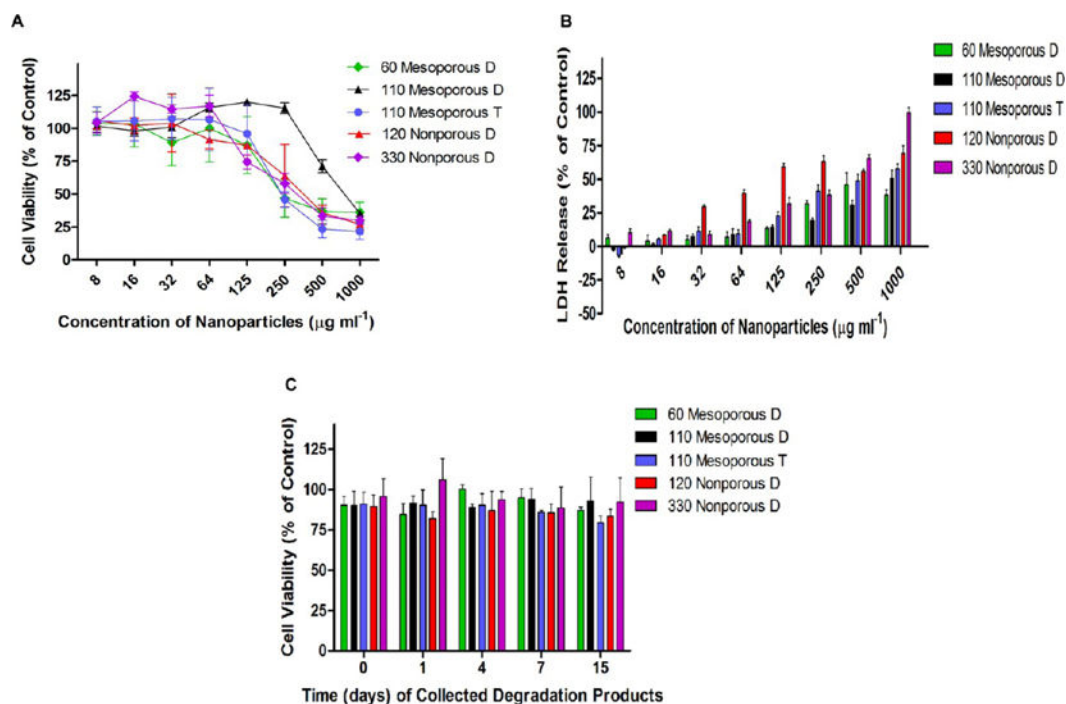 A
Cell Viability (% of Control)
125
100
75
50
25
0
8 16 32 64 125 250 500 1000
Concentration of Nanoparticles (μg ml⁻¹)
60 Mesoporous D
110 Mesoporous D
110 Mesoporous T
120 Nonporous D
330 Nonporous D
B
LDH Release (% of Control)
125
100
75
50
25
0
-25
-50
8 16 32 64 125 250 500 1000
Concentration of Nanoparticles (μg ml⁻¹)
60 Mesoporous D
110 Mesoporous D
110 Mesoporous T
120 Nonporous D
330 Nonporous D
C
Cell Viability (% of Control)
125
100
75
50
25
0
0 1 4 7 15
Time (days) of Collected Degradation Products
60 Mesoporous D
110 Mesoporous D
110 Mesoporous T
120 Nonporous D
330 Nonporous D